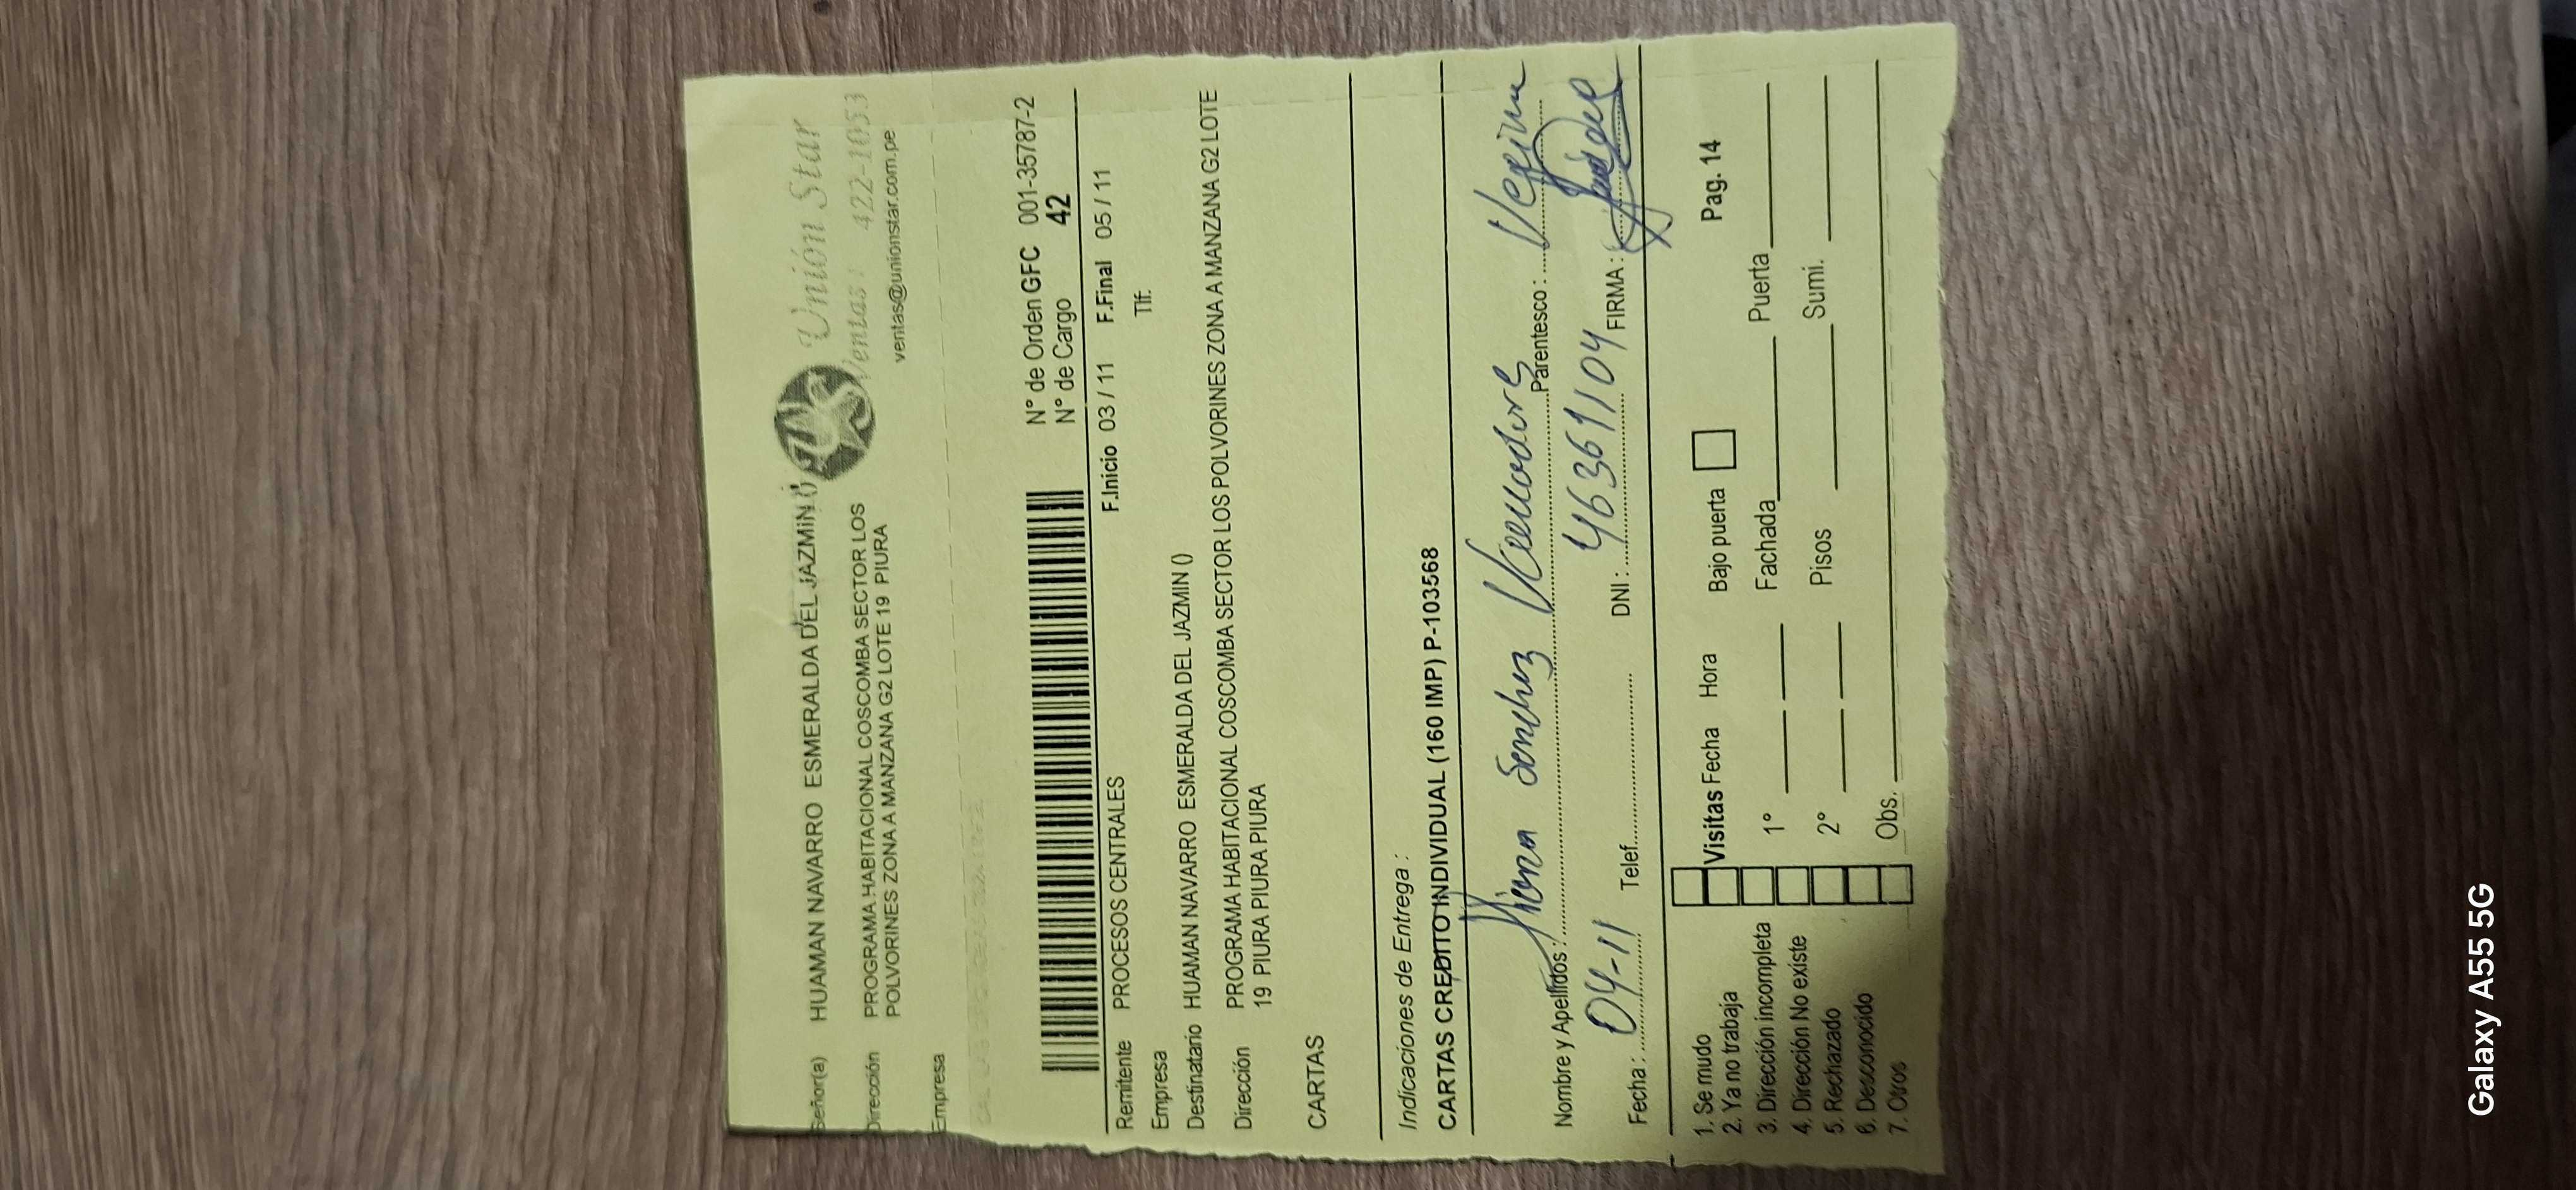 Señor(a) HUAMAN NAVARRO ESMERALDA DEL JAZMIN ()
Unión Star
Dirección PROGRAMA HABITACIONAL COSCOMBA SECTOR LOS
POLVORINES ZONA A MANZANA G2 LOTE 19 PIURA
Ventas: 422-1053
ventas@unionstar.com.pe
Empresa
N° de Orden GFC 001-35787-2
N° de Cargo 42
Remitente PROCESOS CENTRALES F.Inicio 03 / 11 F.Final 05 / 11
Empresa Tlf.
Destinatario HUAMAN NAVARRO ESMERALDA DEL JAZMIN ()
Dirección PROGRAMA HABITACIONAL COSCOMBA SECTOR LOS POLVORINES ZONA A MANZANA G2 LOTE
19 PIURA PIURA PIURA
CARTAS
Indicaciones de Entrega :
CARTAS CREDITO INDIVIDUAL (160 IMP) P-103568
Nombre y Apellidos : Sanchez Parentesco :
Fecha : 04-11 Telef. DNI : 46361104 FIRMA :
1. Se mudo
2. Ya no trabaja Visitas Fecha Hora Bajo puerta Pag. 14
3. Dirección incompleta 1° Fachada Puerta
4. Dirección No existe
5. Rechazado 2° Pisos Sumi.
6. Desconocido
7. Otros Obs.
Galaxy A55 5G